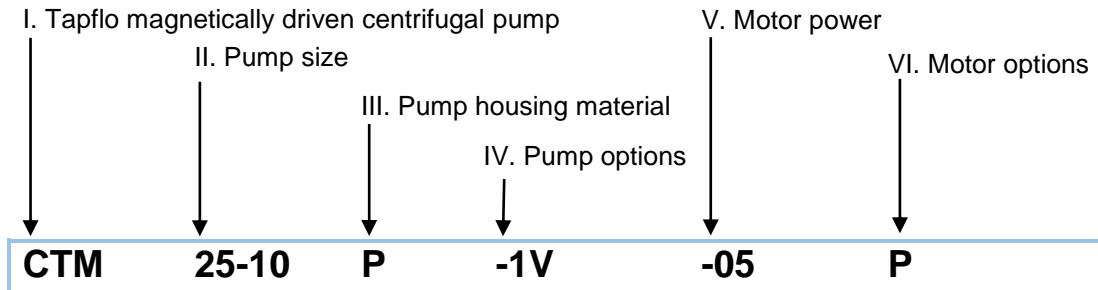 I. Tapflo magnetically driven centrifugal pump
V. Motor power
II. Pump size
VI. Motor options
III. Pump housing material
IV. Pump options
CTM 25-10 P -1V -05 P